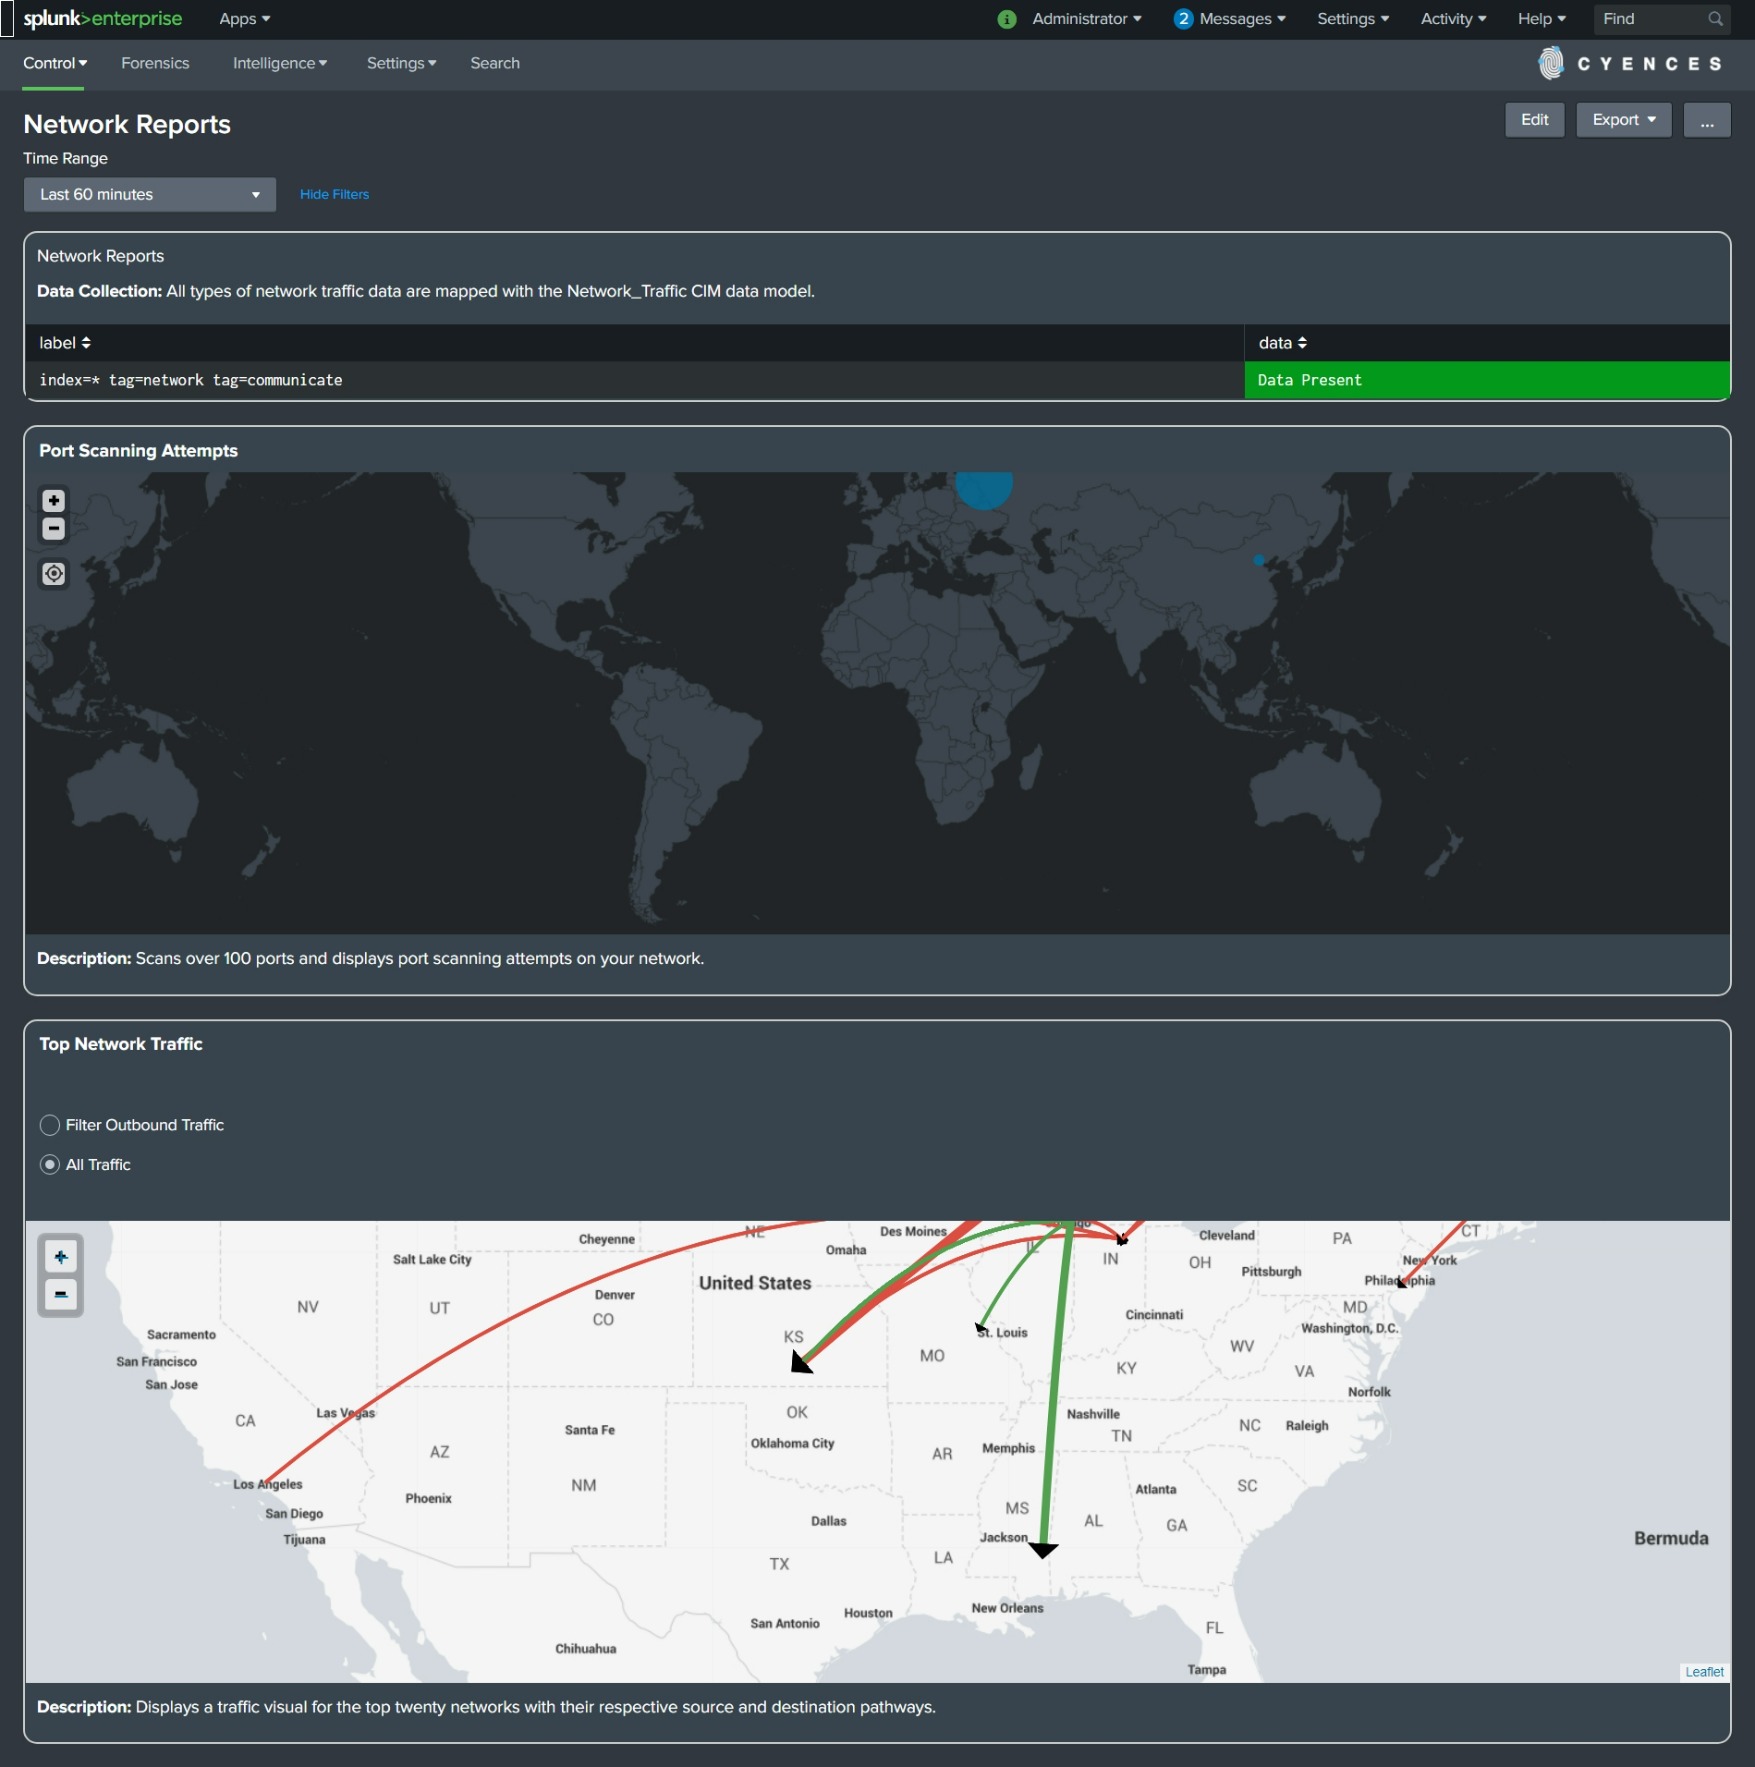 splunk>enterprise Apps i Administrator 2 Messages Settings Activity Help Find
Control Forensics Intelligence Settings Search CYENCES
Network Reports Edit Export ...
Time Range
Last 60 minutes Hide Filters
Network Reports
Data Collection: All types of network traffic data are mapped with the Network_Traffic CIM data model.
label data
index=* tag=network tag=communicate Data Present
Port Scanning Attempts
+
-
Description: Scans over 100 ports and displays port scanning attempts on your network.
Top Network Traffic
Filter Outbound Traffic
All Traffic
NE Des Moines CT
Cheyenne Cleveland PA
Omaha IL
+ Salt Lake City IN OH New York
United States Pittsburgh Philadelphia
- Denver
NV UT CO Cincinnati MD
Sacramento KS St. Louis Washington, D.C.
San Francisco MO WV
San Jose KY VA
Norfolk
CA Las Vegas OK Nashville NC Raleigh
Santa Fe Oklahoma City TN
AZ AR Memphis
Los Angeles NM Atlanta SC
Phoenix MS
San Diego Dallas AL GA
Tijuana Jackson Bermuda
TX LA
Houston New Orleans
San Antonio FL
Chihuahua
Tampa Leaflet
Description: Displays a traffic visual for the top twenty networks with their respective source and destination pathways.